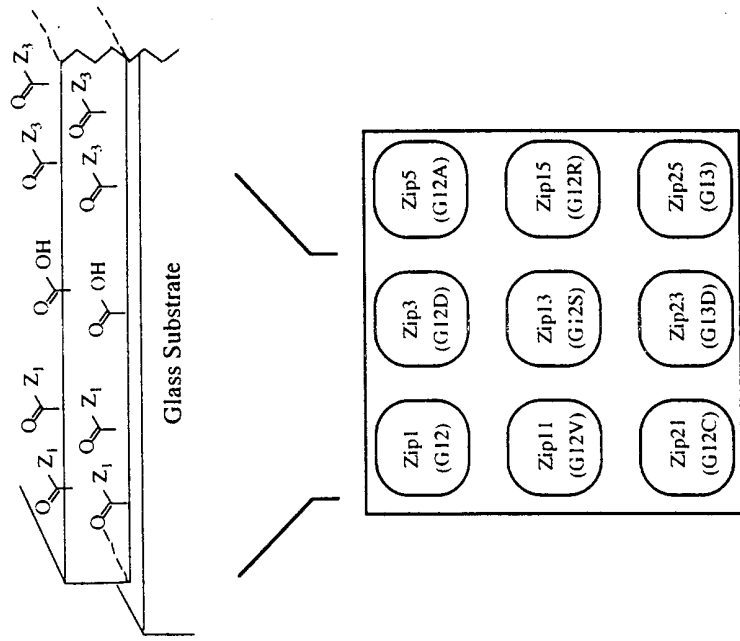 O Z1 O Z1 O OH O Z3 O Z3
O Z1 O Z1 O OH O Z3 O Z3
Glass Substrate
Zip1
(G12)
Zip3
(G12D)
Zip5
(G12A)
Zip11
(G12V)
Zip13
(G12S)
Zip15
(G12R)
Zip21
(G12C)
Zip23
(G13D)
Zip25
(G13)